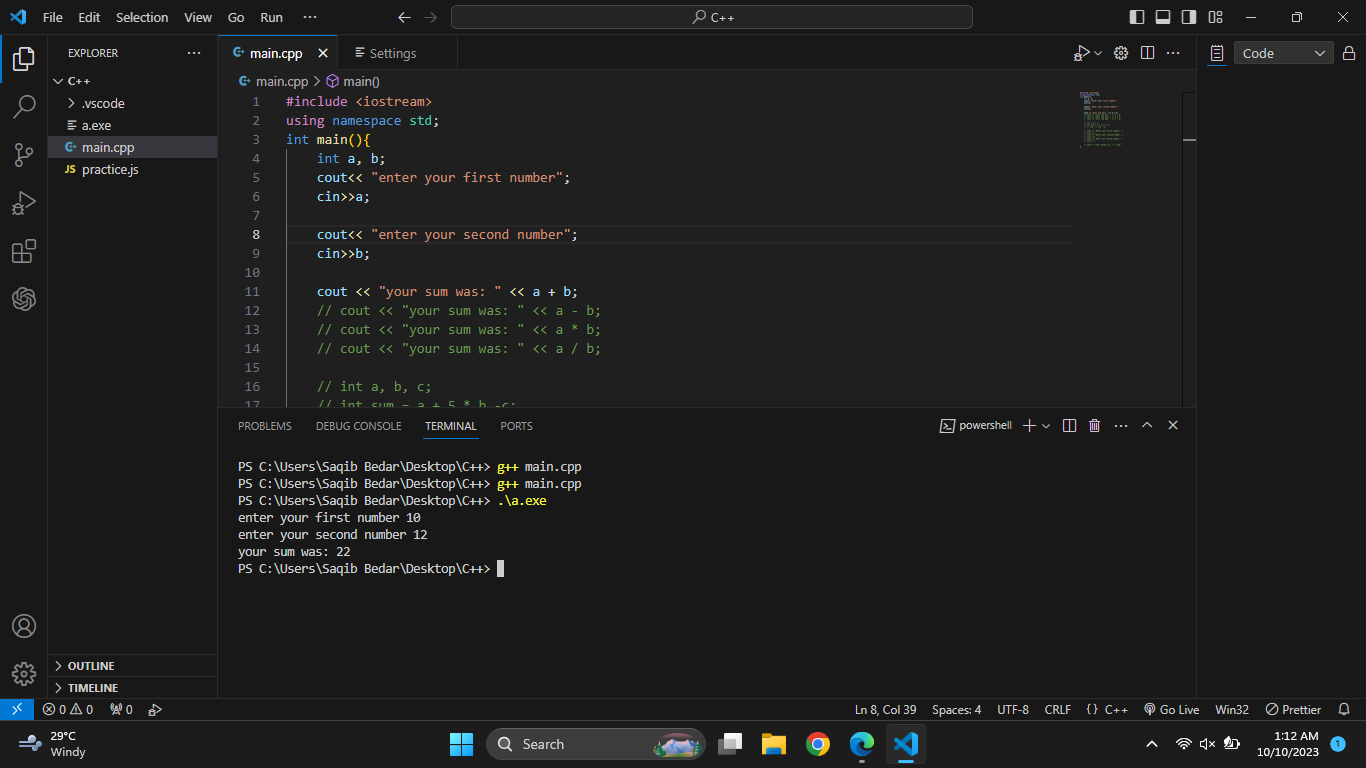 File Edit Selection View Go Run ···
C++
EXPLORER ···
C++
.vscode
a.exe
main.cpp
JS practice.js
OUTLINE
TIMELINE
main.cpp
Settings
Code
main.cpp > main()
1 #include <iostream>
2 using namespace std;
3 int main(){
4 int a, b;
5 cout<< "enter your first number";
6 cin>>a;
7
8 cout<< "enter your second number";
9 cin>>b;
10
11 cout << "your sum was: " << a + b;
12 // cout << "your sum was: " << a - b;
13 // cout << "your sum was: " << a * b;
14 // cout << "your sum was: " << a / b;
15
16 // int a, b, c;
17 // int sum = a + 5 * b -c;
PROBLEMS DEBUG CONSOLE TERMINAL PORTS
powershell
PS C:\Users\Saqib Bedar\Desktop\C++> g++ main.cpp
PS C:\Users\Saqib Bedar\Desktop\C++> g++ main.cpp
PS C:\Users\Saqib Bedar\Desktop\C++> .\a.exe
enter your first number 10
enter your second number 12
your sum was: 22
PS C:\Users\Saqib Bedar\Desktop\C++>
0 0 0
Ln 8, Col 39 Spaces: 4 UTF-8 CRLF {} C++ Go Live Win32 Prettier
29°C
Windy
Search
1:12 AM
10/10/2023
1